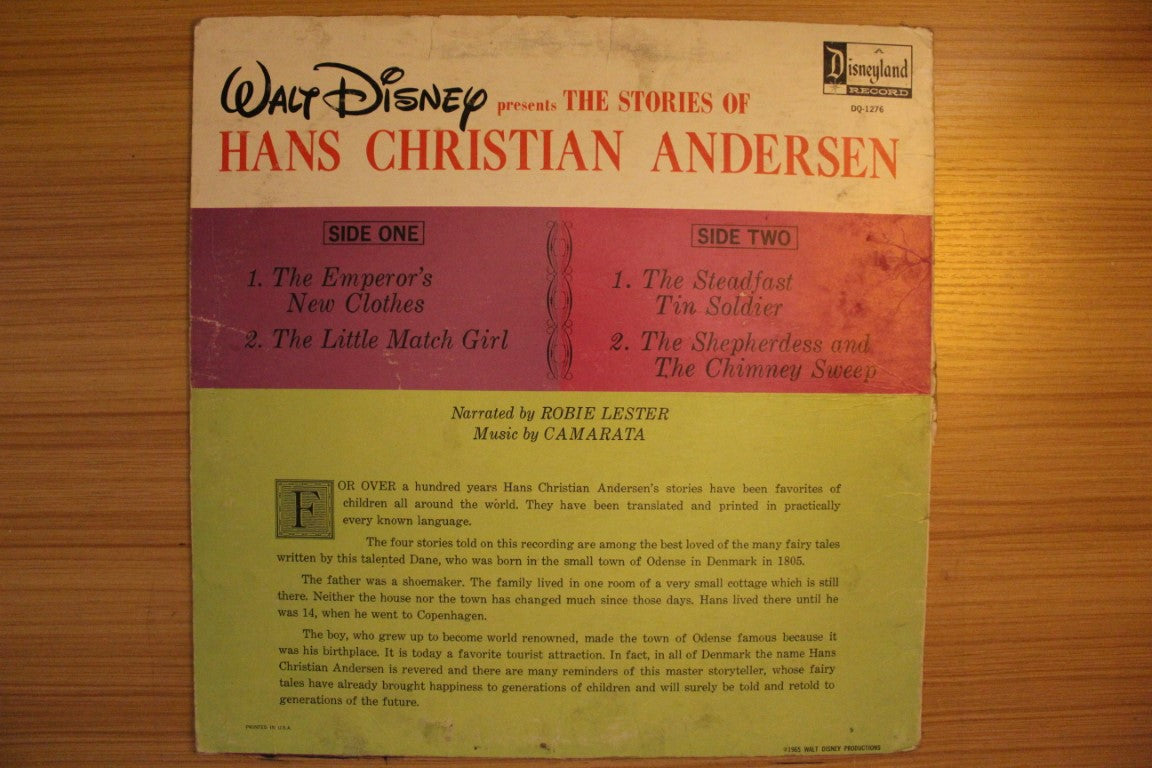 WALT DISNEY presents THE STORIES OF
HANS CHRISTIAN ANDERSEN
Disneyland
RECORD
DQ-1276
SIDE ONE
1. The Emperor's
New Clothes
2. The Little Match Girl
SIDE TWO
1. The Steadfast
Tin Soldier
2. The Shepherdess and
The Chimney Sweep
Narrated by ROBIE LESTER
Music by CAMARATA
FOR OVER a hundred years Hans Christian Andersen's stories have been favorites of
children all around the world. They have been translated and printed in practically
every known language.
The four stories told on this recording are among the best loved of the many fairy tales
written by this talented Dane, who was born in the small town of Odense in Denmark in 1805.
The father was a shoemaker. The family lived in one room of a very small cottage which is still
there. Neither the house nor the town has changed much since those days. Hans lived there until he
was 14, when he went to Copenhagen.
The boy, who grew up to become world renowned, made the town of Odense famous because it
was his birthplace. It is today a favorite tourist attraction. In fact, in all of Denmark the name Hans
Christian Andersen is revered and there are many reminders of this master storyteller, whose fairy
tales have already brought happiness to generations of children and will surely be told and retold to
generations of the future.
PRINTED IN U.S.A.
©1965 WALT DISNEY PRODUCTIONS